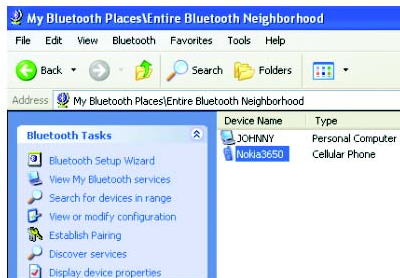 My Bluetooth Places\Entire Bluetooth Neighborhood
File Edit View Bluetooth Favorites Tools Help
Back Search Folders
Address My Bluetooth Places\Entire Bluetooth Neighborhood
Bluetooth Tasks
Bluetooth Setup Wizard
View My Bluetooth services
Search for devices in range
View or modify configuration
Establish Pairing
Discover services
Display device properties
Device Name Type
JOHNNY Personal Computer
Nokia3650 Cellular Phone